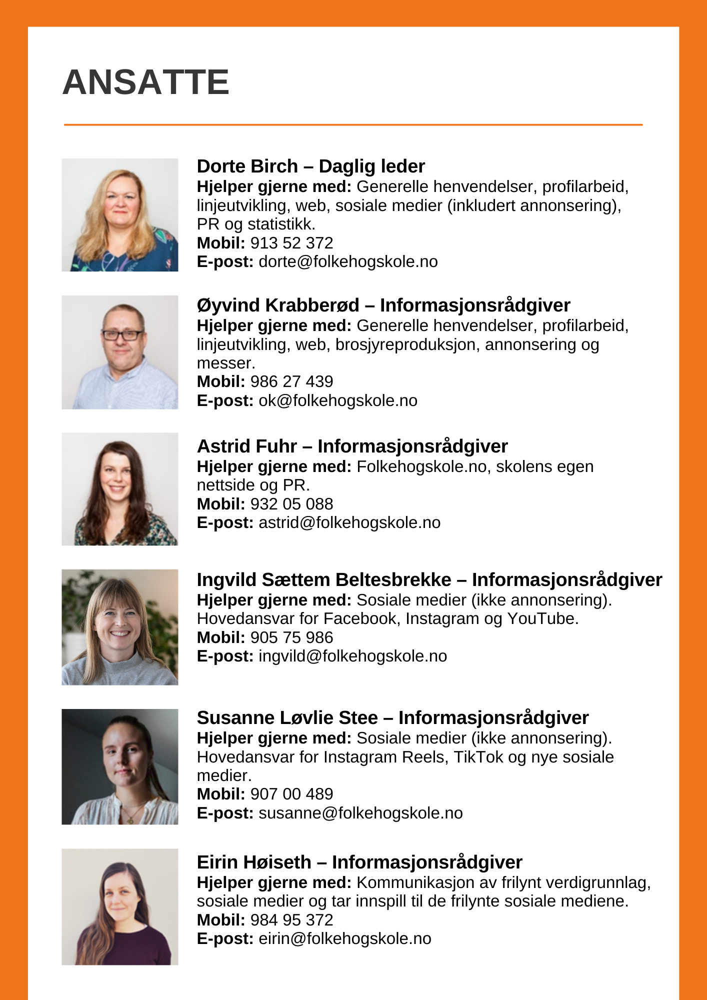 ANSATTE
Dorte Birch – Daglig leder
Hjelper gjerne med: Generelle henvendelser, profilarbeid,
linjeutvikling, web, sosiale medier (inkludert annonsering),
PR og statistikk.
Mobil: 913 52 372
E-post: dorte@folkehogskole.no
Øyvind Krabberød – Informasjonsrådgiver
Hjelper gjerne med: Generelle henvendelser, profilarbeid,
linjeutvikling, web, brosjyreproduksjon, annonsering og
messer.
Mobil: 986 27 439
E-post: ok@folkehogskole.no
Astrid Fuhr – Informasjonsrådgiver
Hjelper gjerne med: Folkehogskole.no, skolens egen
nettside og PR.
Mobil: 932 05 088
E-post: astrid@folkehogskole.no
Ingvild Sættem Beltesbrekke – Informasjonsrådgiver
Hjelper gjerne med: Sosiale medier (ikke annonsering).
Hovedansvar for Facebook, Instagram og YouTube.
Mobil: 905 75 986
E-post: ingvild@folkehogskole.no
Susanne Løvlie Stee – Informasjonsrådgiver
Hjelper gjerne med: Sosiale medier (ikke annonsering).
Hovedansvar for Instagram Reels, TikTok og nye sosiale
medier.
Mobil: 907 00 489
E-post: susanne@folkehogskole.no
Eirin Høiseth – Informasjonsrådgiver
Hjelper gjerne med: Kommunikasjon av frilynt verdigrunnlag,
sosiale medier og tar innspill til de frilynte sosiale mediene.
Mobil: 984 95 372
E-post: eirin@folkehogskole.no